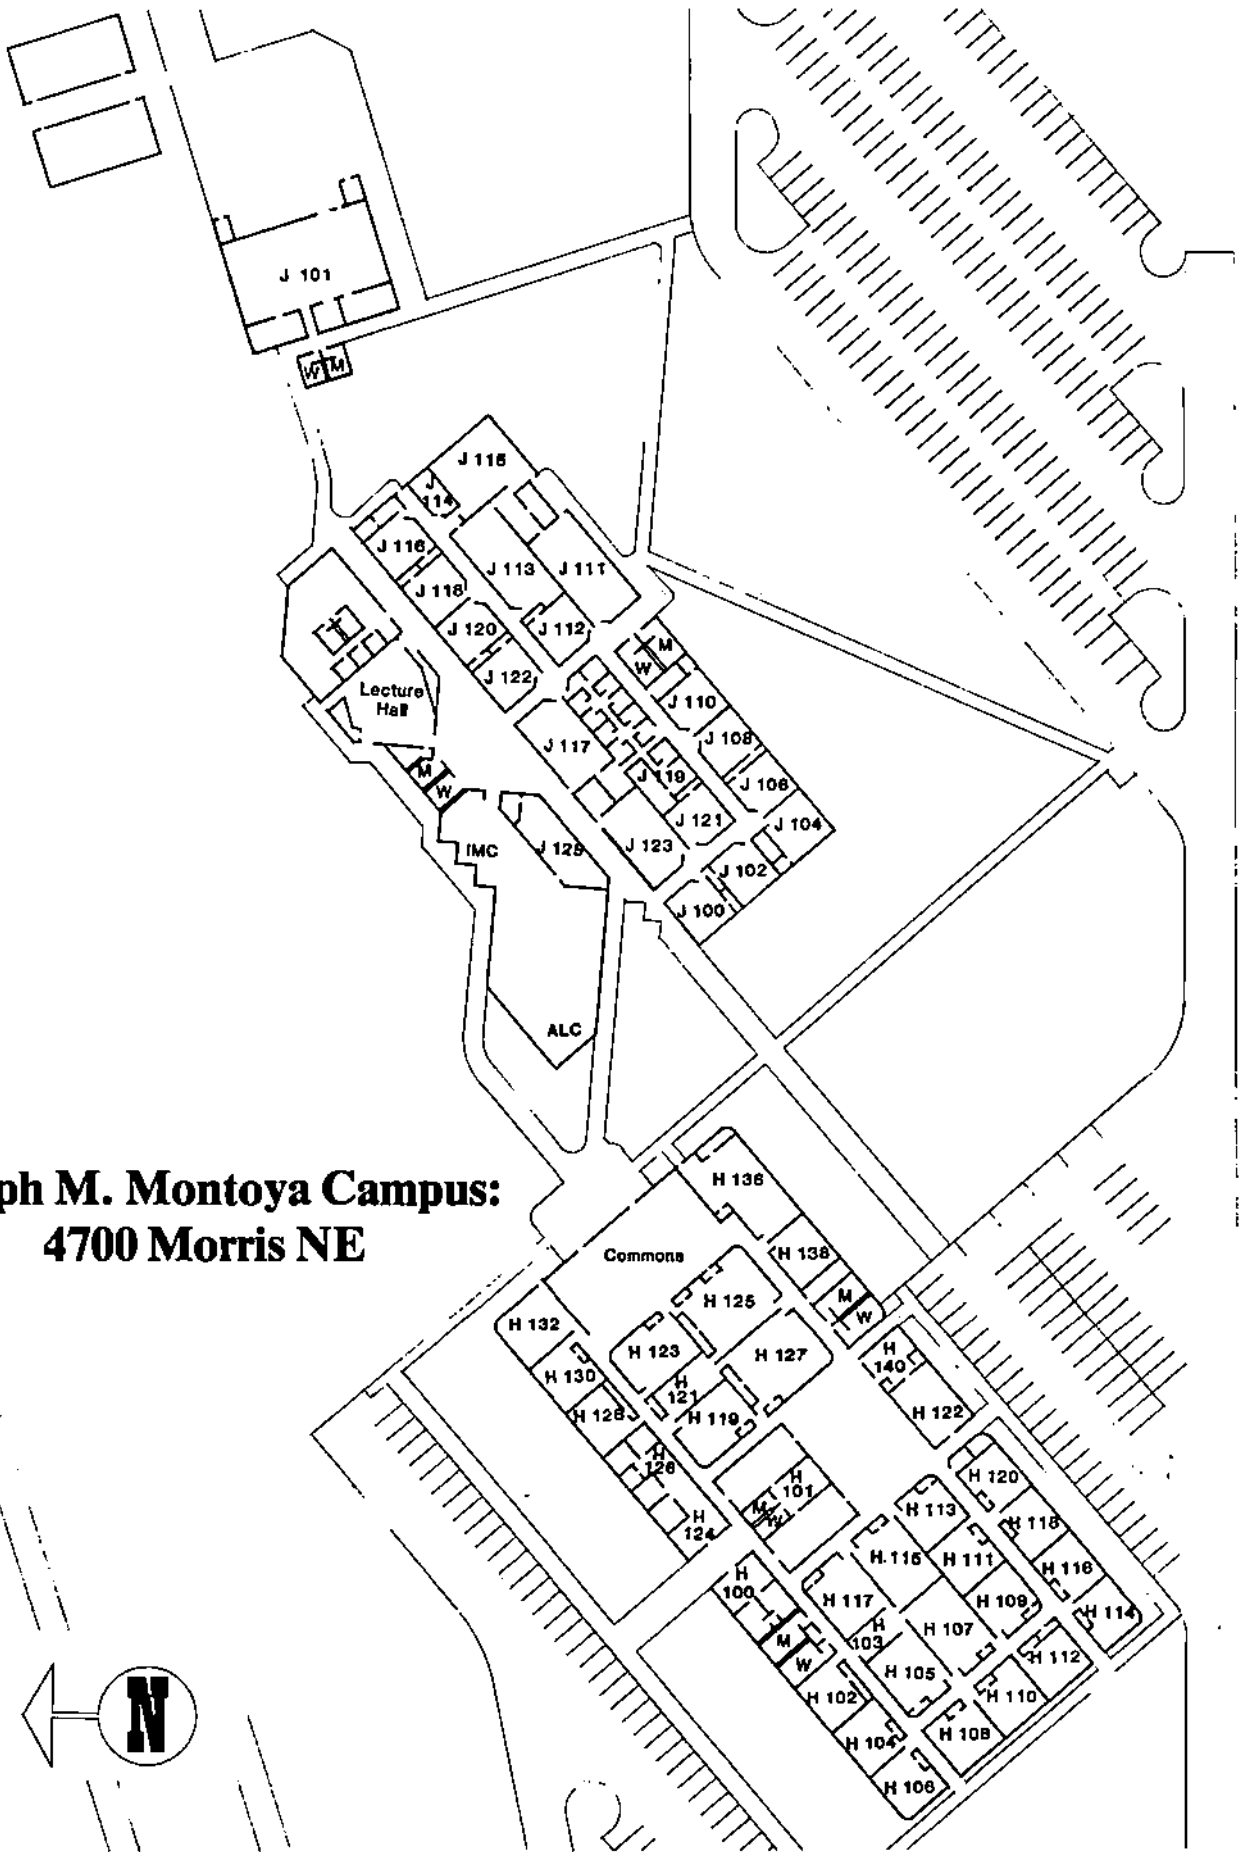 J 101
W M
J 115
J
114
J 116
J 113
J 111
J 118
J 120
J 112
M
W
J 122
J 110
Lecture
Hall
J 117
J 108
J 119
J 106
M
W
J 121
J 104
IMC
J 125
J 123
J 102
J 100
ALC
ph M. Montoya Campus:
4700 Morris NE
H 136
Commons
H 138
M
W
H 125
H 132
H 123
H 127
H
140
H 130
H
121
H 128
H 119
H 122
H
126
H
101
H 120
M
W
H
124
H 113
H 118
H 115
H 111
H 116
H
100
H 117
H 109
H 114
H
103
H 107
M
W
H 105
H 112
H 102
H 110
H 104
H 108
H 106
N